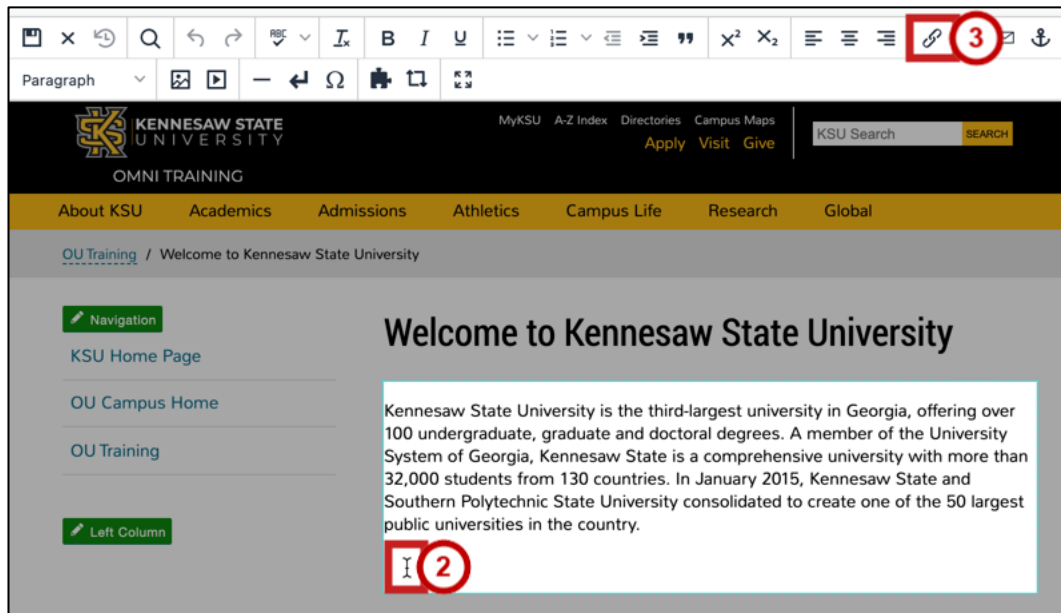 ABC
I x B I U x² x₂
3
Paragraph
Ω
KENNESAW STATE
UNIVERSITY
OMNI TRAINING
MyKSU A-Z Index Directories Campus Maps
Apply Visit Give
KSU Search SEARCH
About KSU Academics Admissions Athletics Campus Life Research Global
OU Training / Welcome to Kennesaw State University
Navigation
KSU Home Page
OU Campus Home
OU Training
Left Column
Welcome to Kennesaw State University
Kennesaw State University is the third-largest university in Georgia, offering over
100 undergraduate, graduate and doctoral degrees. A member of the University
System of Georgia, Kennesaw State is a comprehensive university with more than
32,000 students from 130 countries. In January 2015, Kennesaw State and
Southern Polytechnic State University consolidated to create one of the 50 largest
public universities in the country.
2